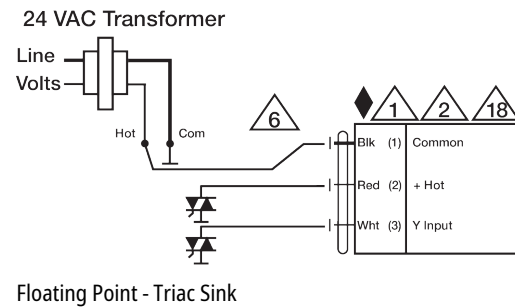 24 VAC Transformer
Line
Volts
Hot Com
6
1 2 18
Blk (1) Common
Red (2) + Hot
Wht (3) Y Input
Floating Point - Triac Sink